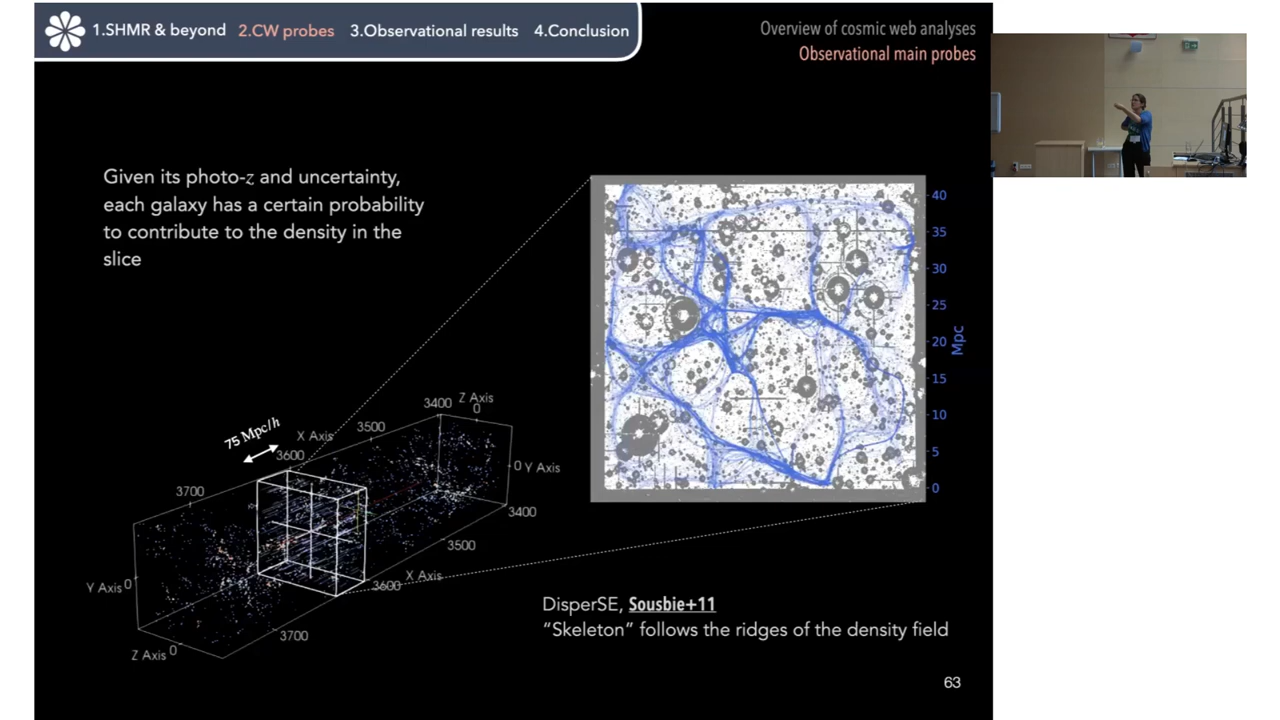 1.SHMR & beyond 2.CW probes 3.Observational results 4.Conclusion
Overview of cosmic web analyses
Observational main probes
Given its photo-z and uncertainty,
each galaxy has a certain probability
to contribute to the density in the
slice
40
35
30
25
20
15
10
5
0
Mpc
75 Mpc/h
3400 Z Axis
0
X Axis
3500
3600
3700
0 Y Axis
3400
3500
X Axis
3600
3700
Y Axis 0
Z Axis 0
DisperSE, Sousbie+11
“Skeleton” follows the ridges of the density field
63